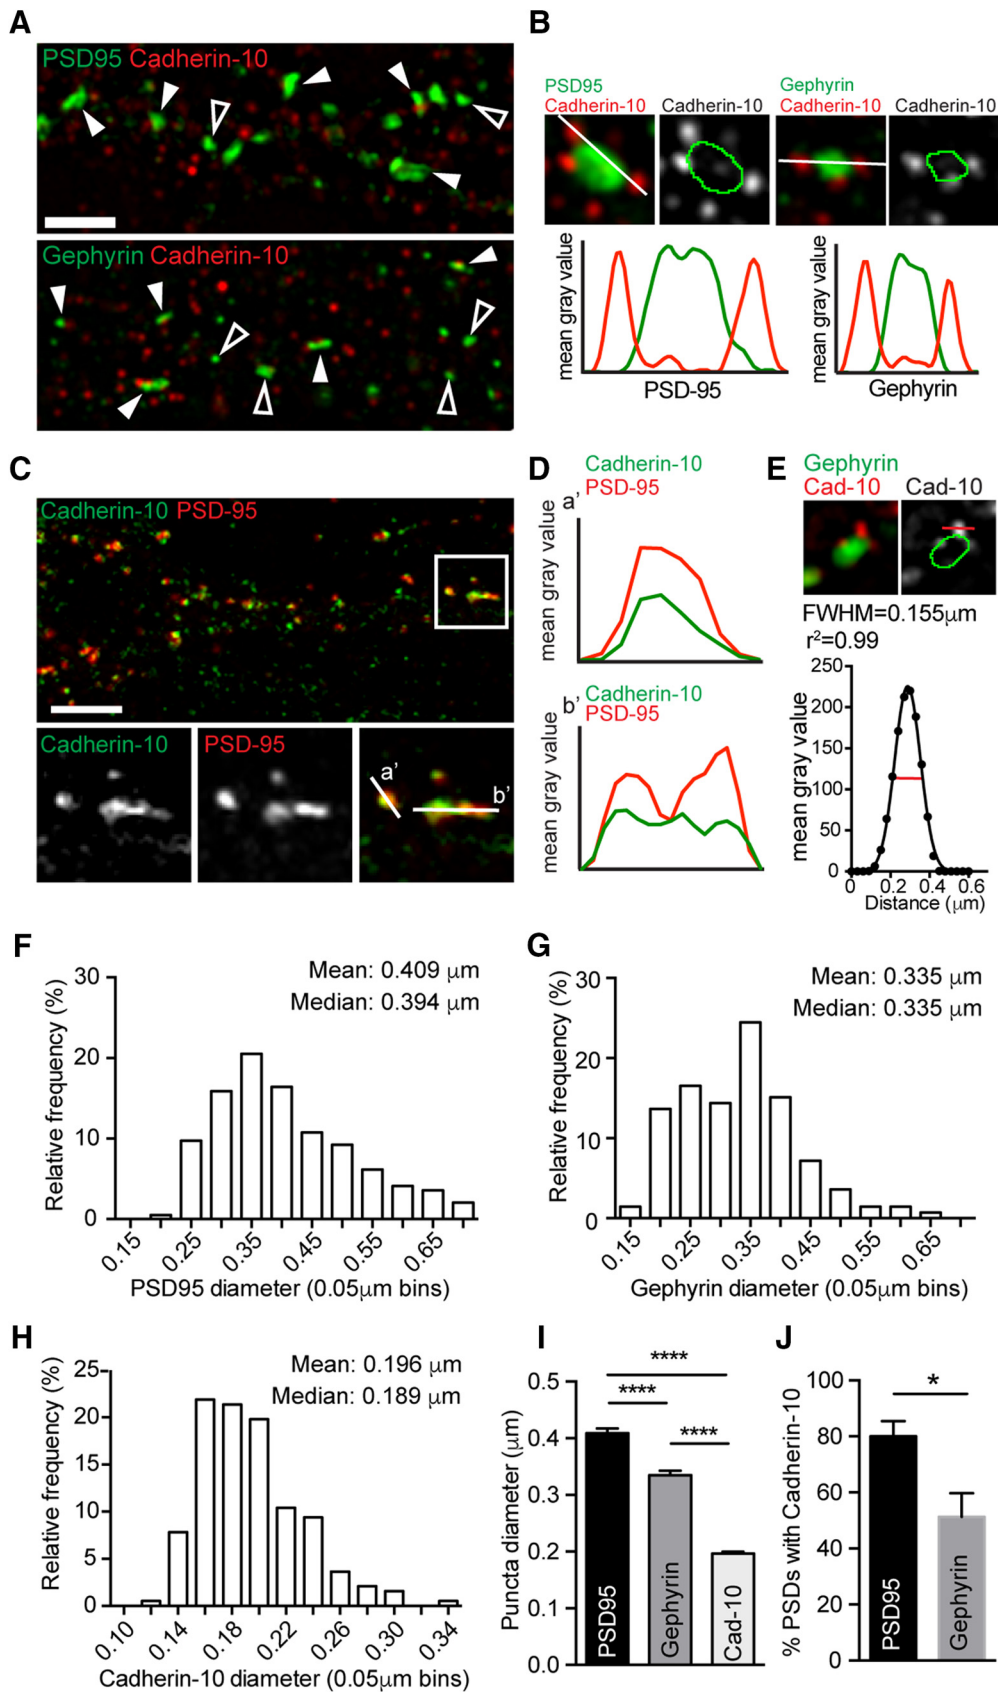 A
PSD95 Cadherin-10
Gephyrin Cadherin-10
B
PSD95
Cadherin-10
Cadherin-10
Gephyrin
Cadherin-10
Cadherin-10
mean gray value
PSD-95
mean gray value
Gephyrin
C
Cadherin-10 PSD-95
Cadherin-10
PSD-95
a'
b'
D
Cadherin-10
PSD-95
a'
mean gray value
Cadherin-10
PSD-95
b'
mean gray value
E
Gephyrin
Cad-10
Cad-10
FWHM=0.155μm
r²=0.99
mean gray value
250
200
150
100
50
0
0 0.2 0.4 0.6
Distance (μm)
F
Mean: 0.409 μm
Median: 0.394 μm
Relative frequency (%)
30
20
10
0
0.15 0.25 0.35 0.45 0.55 0.65
PSD95 diameter (0.05μm bins)
G
Mean: 0.335 μm
Median: 0.335 μm
Relative frequency (%)
30
20
10
0
0.15 0.25 0.35 0.45 0.55 0.65
Gephyrin diameter (0.05μm bins)
H
Mean: 0.196 μm
Median: 0.189 μm
Relative frequency (%)
25
20
15
10
5
0
0.10 0.14 0.18 0.22 0.26 0.30 0.34
Cadherin-10 diameter (0.05μm bins)
I
****
****
****
Puncta diameter (μm)
0.5
0.4
0.3
0.2
0.1
0.0
PSD95
Gephyrin
Cad-10
J
*
% PSDs with Cadherin-10
100
80
60
40
20
0
PSD95
Gephyrin